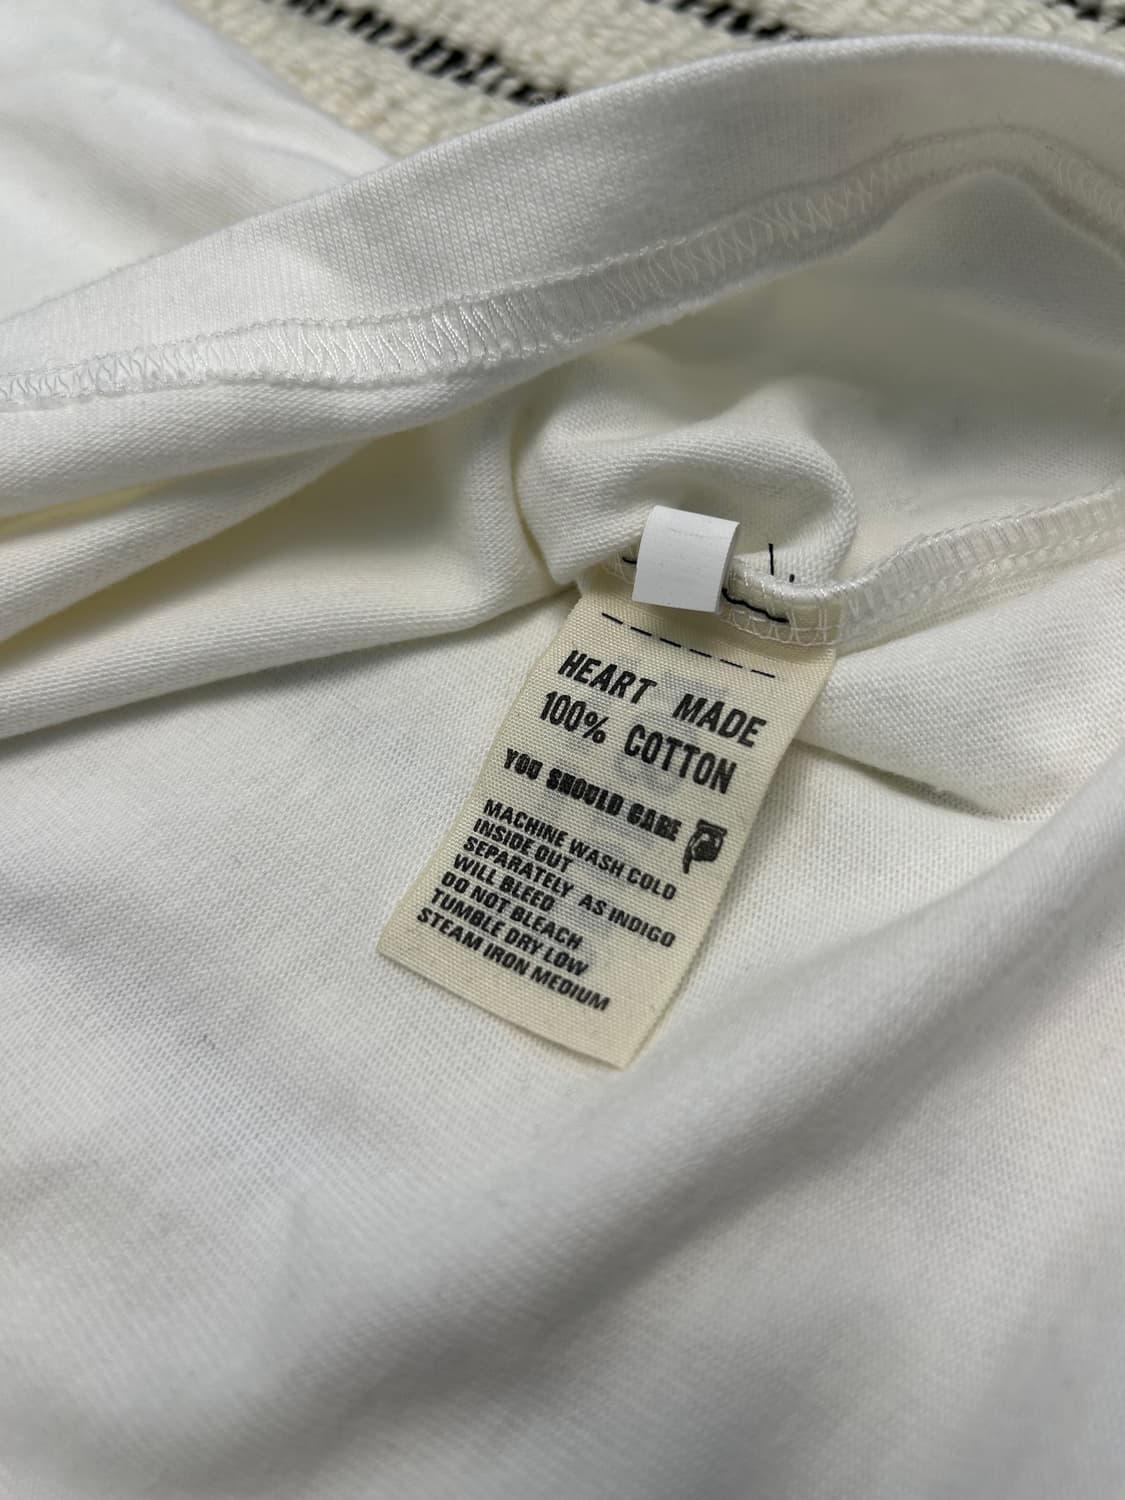 HEART MADE
100% COTTON
YOU SHOULD CARE
MACHINE WASH COLD
INSIDE OUT
SEPARATELY AS INDIGO
WILL BLEED
DO NOT BLEACH
TUMBLE DRY LOW
STEAM IRON MEDIUM